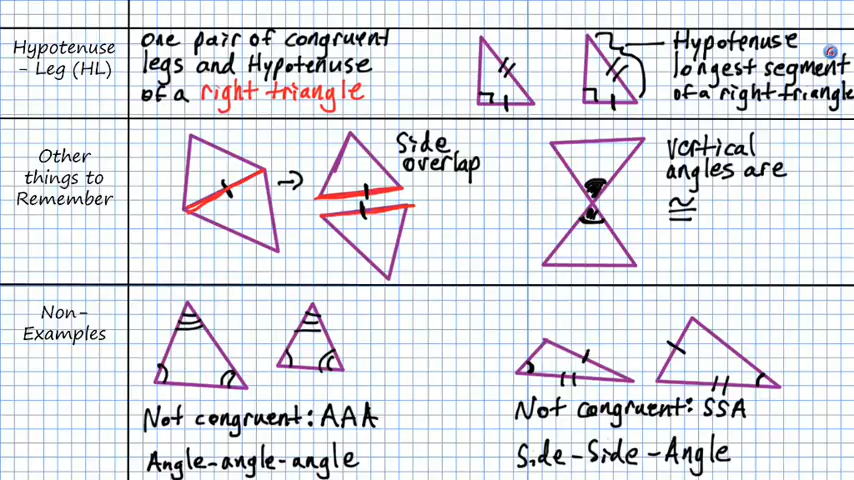 Hypotenuse
- Leg (HL)
one pair of congruent
legs and Hypotenuse
of a right triangle
Hypotenuse
longest segment
of a right triangle
Other
things to
Remember
Side
overlap
vertical
angles are
≅
Non-
Examples
Not congruent: AAA
Angle-angle-angle
Not congruent: SSA
Side-Side-Angle